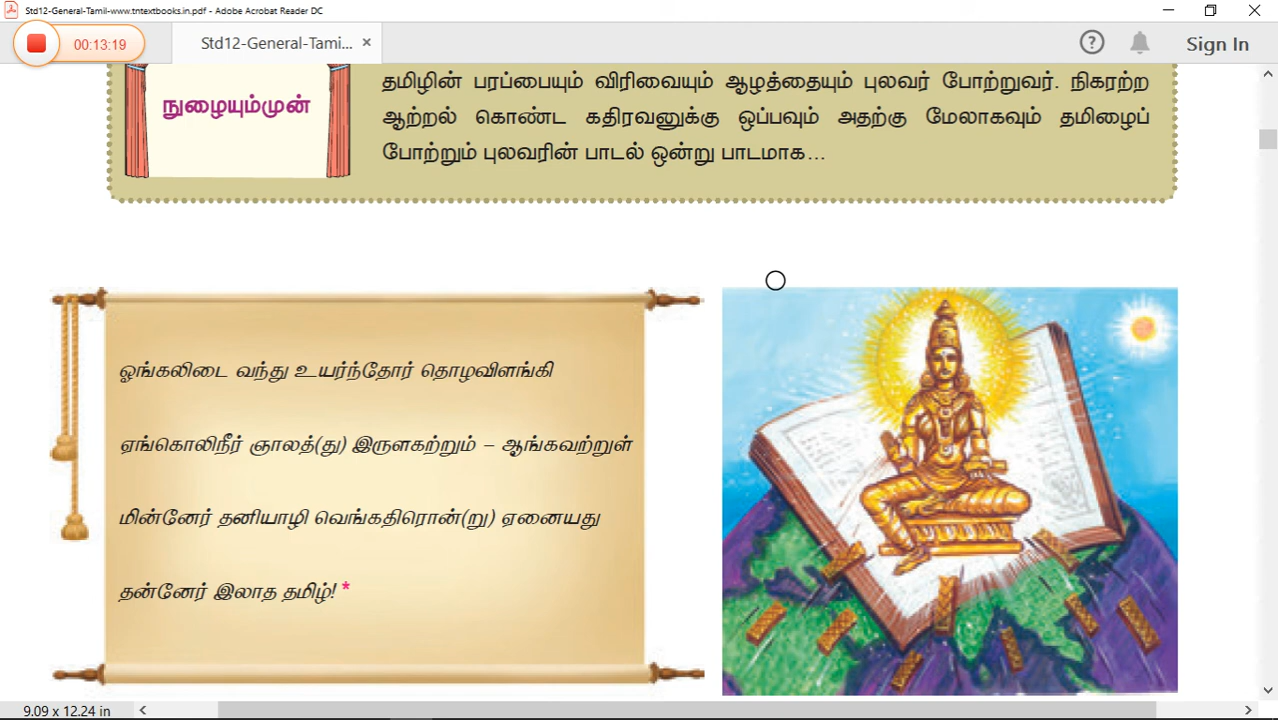 Std12-General-Tamil-www.tntextbooks.in.pdf - Adobe Acrobat Reader DC
00:13:19
Std12-General-Tami...
Sign In
நுழையும்முன்
தமிழின் பரப்பையும் விரிவையும் ஆழத்தையும் புலவர் போற்றுவர். நிகரற்ற
ஆற்றல் கொண்ட கதிரவனுக்கு ஒப்பவும் அதற்கு மேலாகவும் தமிழைப்
போற்றும் புலவரின் பாடல் ஒன்று பாடமாக...
ஓங்கலிடை வந்து உயர்ந்தோர் தொழவிளங்கி
ஏங்கொலிநீர் ஞாலத்(து) இருளகற்றும் – ஆங்கவற்றுள்
மின்னேர் தனியாழி வெங்கதிரொன்(று) ஏனையது
தன்னேர் இலாத தமிழ்! *
9.09 x 12.24 in